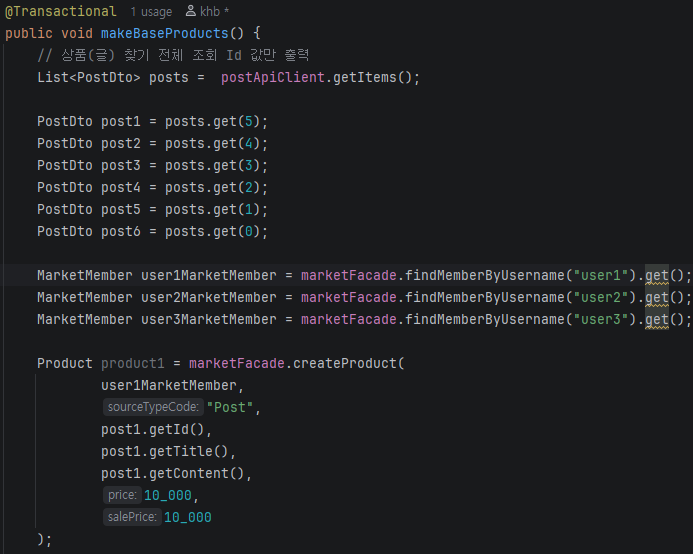 @Transactional 1 usage khb *
public void makeBaseProducts() {
// 상품(글) 찾기 전체 조회 Id 값만 출력
List<PostDto> posts = postApiClient.getItems();
PostDto post1 = posts.get(5);
PostDto post2 = posts.get(4);
PostDto post3 = posts.get(3);
PostDto post4 = posts.get(2);
PostDto post5 = posts.get(1);
PostDto post6 = posts.get(0);
MarketMember user1MarketMember = marketFacade.findMemberByUsername("user1").get();
MarketMember user2MarketMember = marketFacade.findMemberByUsername("user2").get();
MarketMember user3MarketMember = marketFacade.findMemberByUsername("user3").get();
Product product1 = marketFacade.createProduct(
user1MarketMember,
sourceTypeCode: "Post",
post1.getId(),
post1.getTitle(),
post1.getContent(),
price: 10_000,
salePrice: 10_000
);